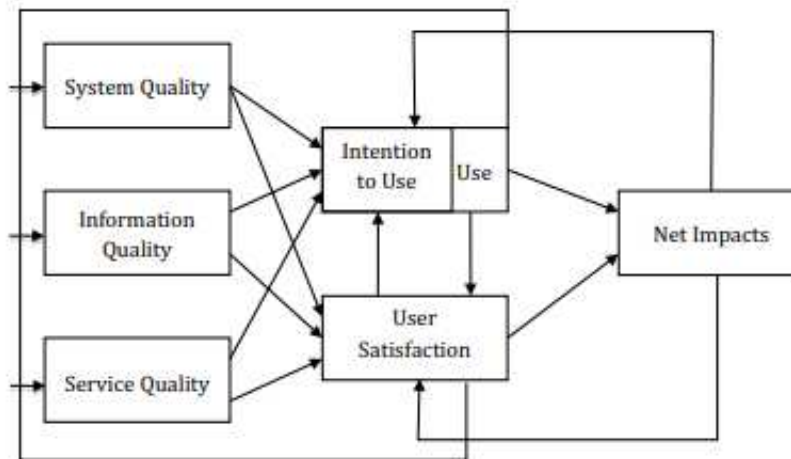 System Quality
Intention
to Use
Use
Information
Quality
Net Impacts
User
Satisfaction
Service Quality